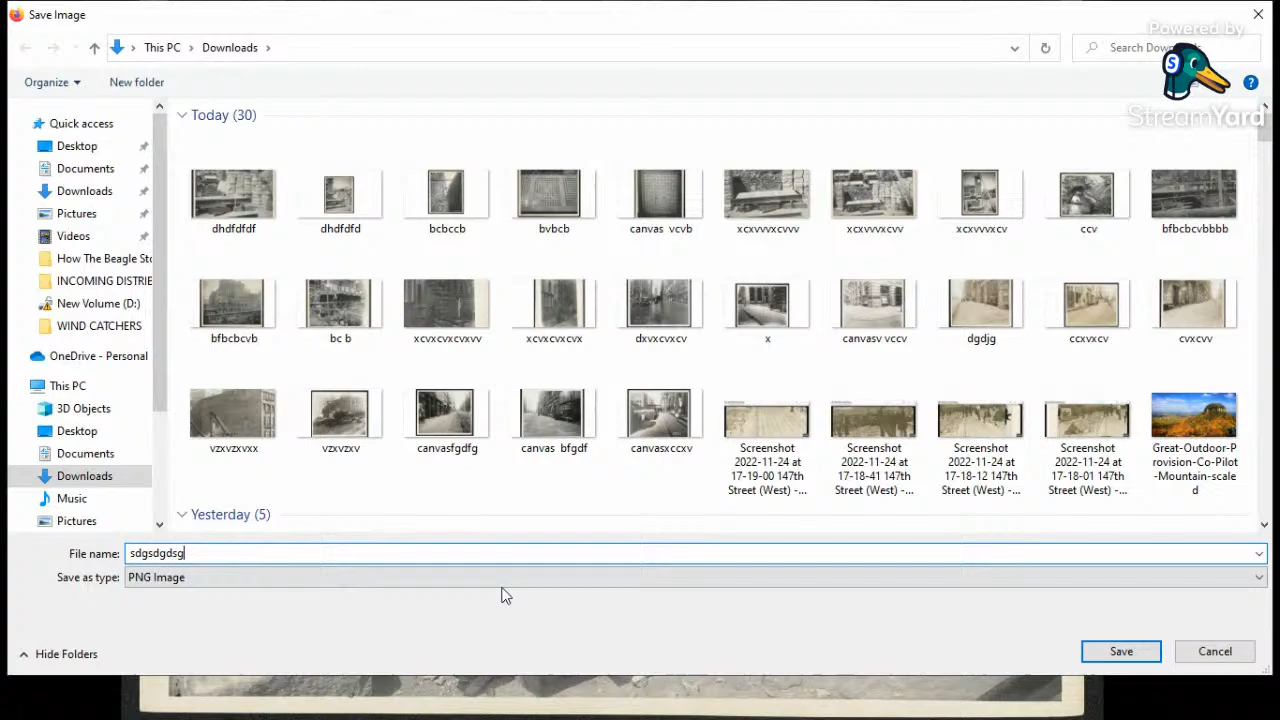 Save Image
Powered by
This PC > Downloads >
Search Down
Organize
New folder
StreamYard
Quick access
Desktop
Documents
Downloads
Pictures
Videos
How The Beagle Sto
INCOMING DISTRIE
New Volume (D:)
WIND CATCHERS
OneDrive - Personal
This PC
3D Objects
Desktop
Documents
Downloads
Music
Pictures
Today (30)
dhdfdfdf dhdfdfd bcbccb bvbcb canvas vcvb xcxvvvxcvvv xcxvvvxcvv xcxvvvxcv ccv bfbcbcvbbbb
bfbcbcvb bc b xcvxcvxcvxvv xcvxcvxcvx dxvxcvxcv x canvasv vccv dgdjg ccxvxcv cvxcvv
vzxvzxvxx vzxvzxv canvasfgdfg canvas bfgdf canvasxccxv
Screenshot
2022-11-24 at
17-19-00 147th
Street (West) -...
Screenshot
2022-11-24 at
17-18-41 147th
Street (West) -...
Screenshot
2022-11-24 at
17-18-12 147th
Street (West) -...
Screenshot
2022-11-24 at
17-18-01 147th
Street (West) -...
Great-Outdoor-P
rovision-Co-Pilot
-Mountain-scale
d
Yesterday (5)
File name: sdgsdgdsg
Save as type: PNG Image
Hide Folders
Save
Cancel